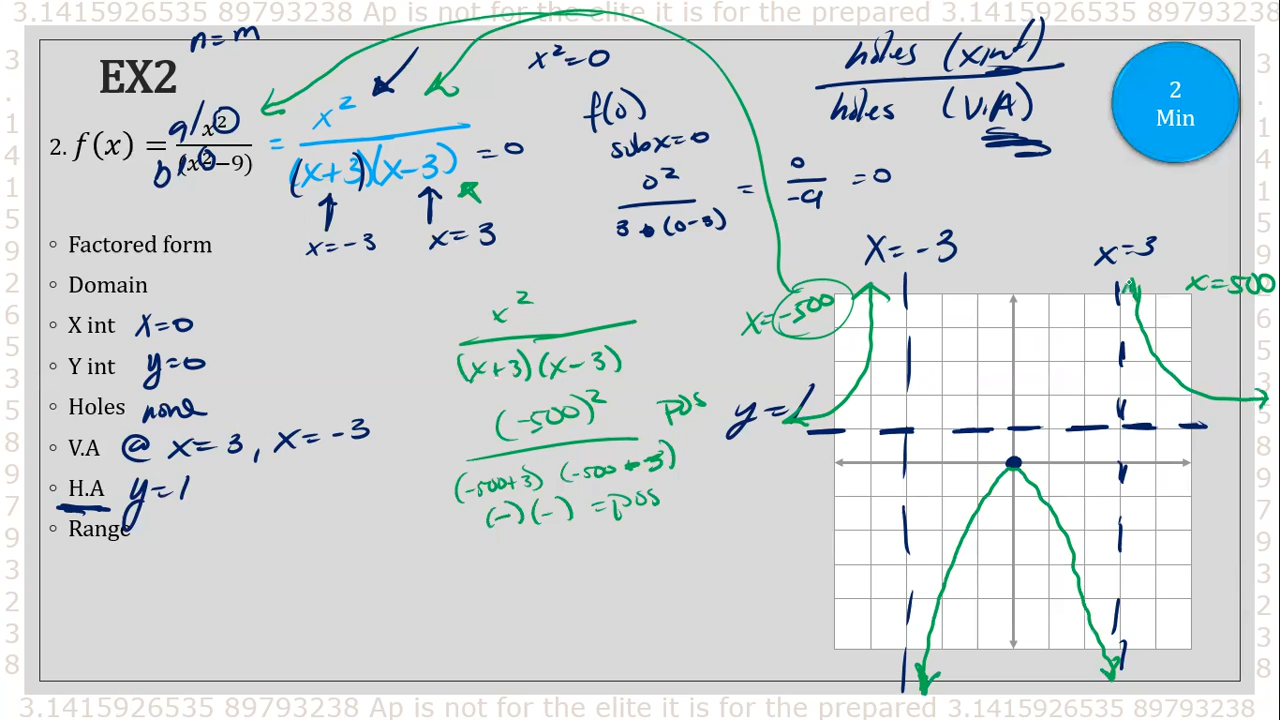 3.1415926535 89793238 Ap is not for the elite it is for the prepared 3.1415926535 89793238
n=m
EX2
2. f(x) = 1x²/1(x²−9) = x²/(x+3)(x−3) = 0
a
b
x=-3
x=3
x²=0
f(0)
sub x=0
0²/3•(0-3) = 0/-9 = 0
holes (xint)
holes (V.A)
2
Min
◦ Factored form
◦ Domain
◦ X int X=0
◦ Y int y=0
◦ Holes none
◦ V.A @ x=3, x=-3
◦ H.A y=1
◦ Range
x²
(x+3)(x-3)
(-500)² pos
(-500+3) (-500-3)
(-)(-) = pos
X=-3
x=3
x=-500
x=500
y=1
3.1415926535 89793238 Ap is not for the elite it is for the prepared 3.1415926535 89793238